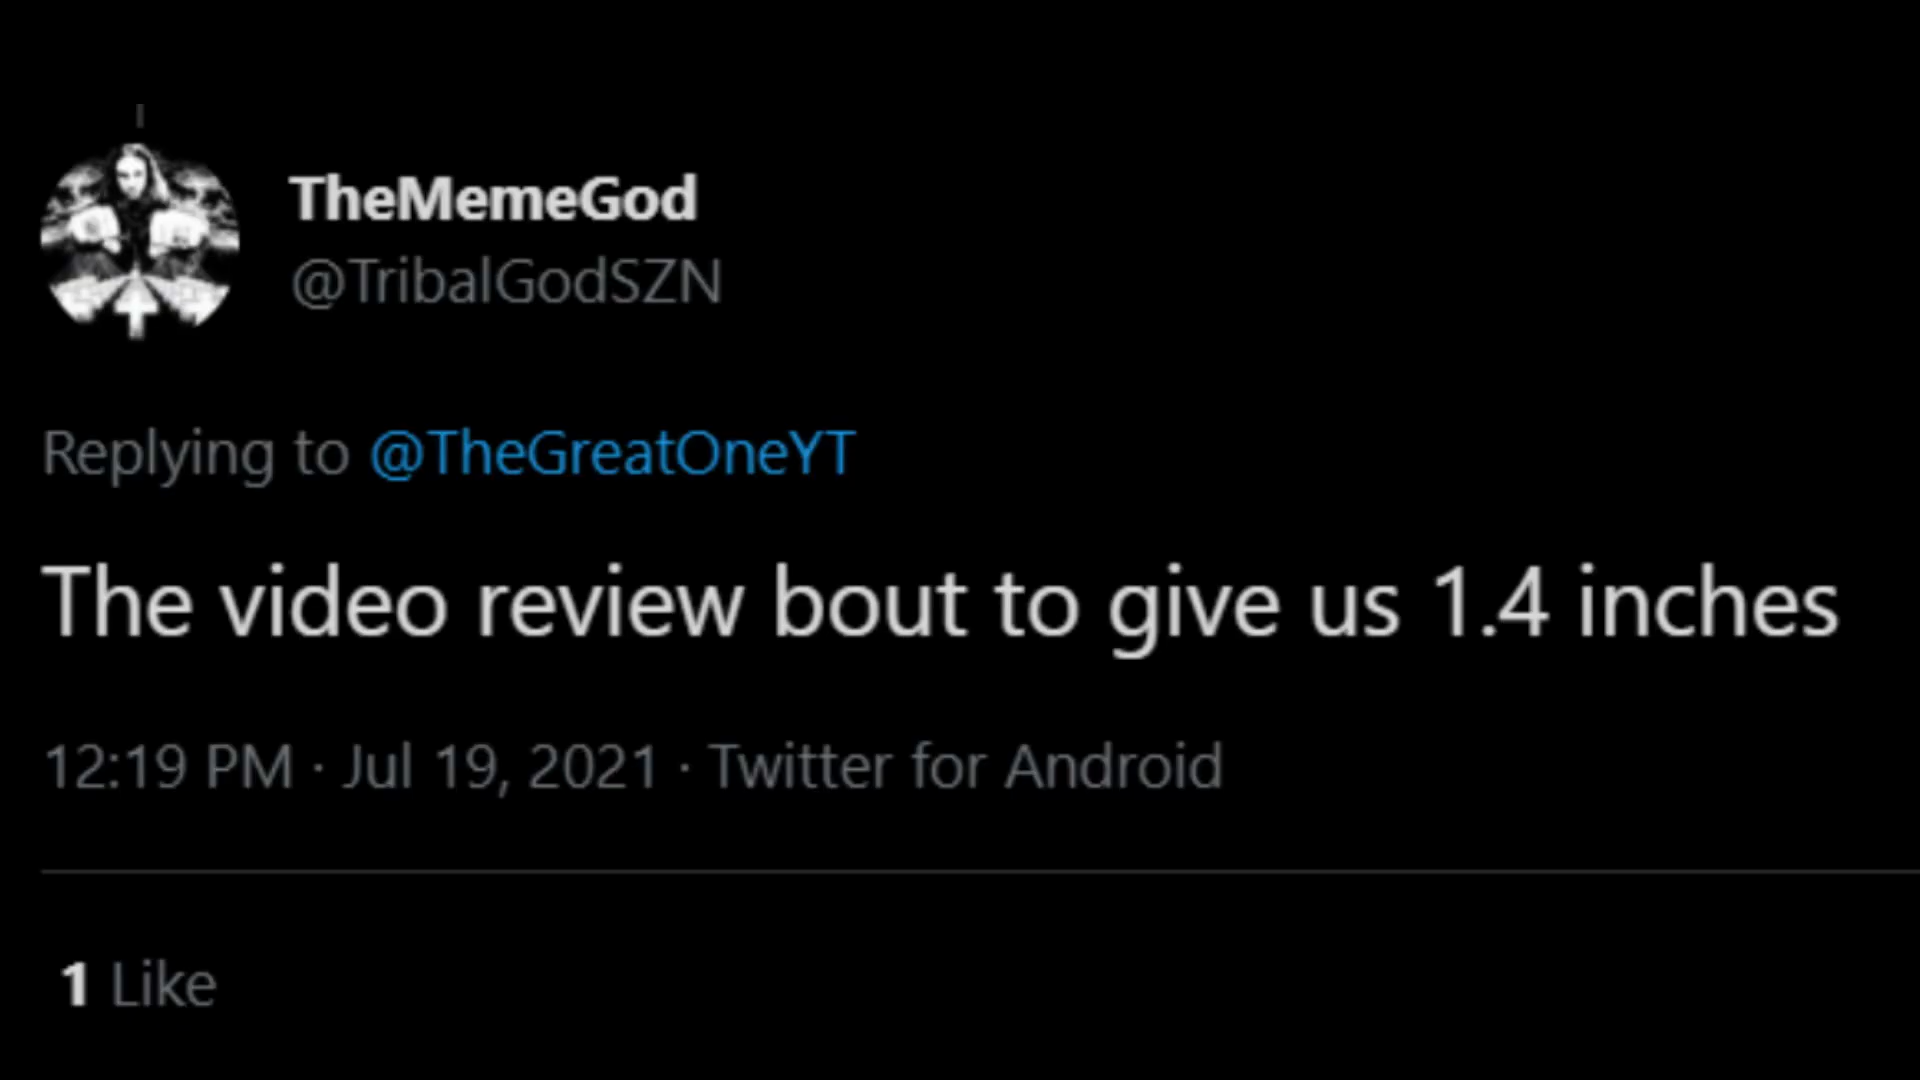 TheMemeGod
@TribalGodSZN
Replying to @TheGreatOneYT
The video review bout to give us 1.4 inches
12:19 PM · Jul 19, 2021 · Twitter for Android
1 Like